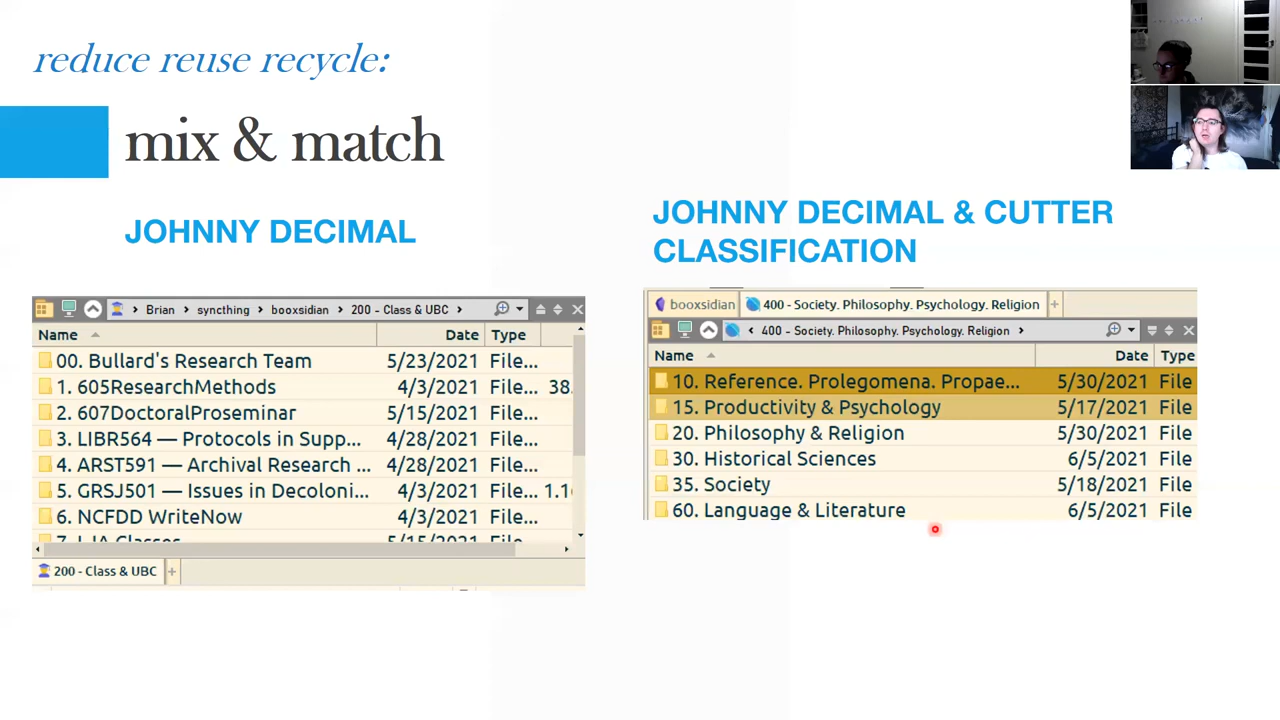 reduce reuse recycle:
mix & match
JOHNNY DECIMAL
Brian > syncthing > booxsidian > 200 - Class & UBC >
Name Date Type
00. Bullard's Research Team 5/23/2021 File...
1. 605ResearchMethods 4/3/2021 File... 38.
2. 607DoctoralProseminar 5/15/2021 File...
3. LIBR564 — Protocols in Supp... 4/28/2021 File...
4. ARST591 — Archival Research ... 4/28/2021 File...
5. GRSJ501 — Issues in Decoloni... 4/3/2021 File... 1.1
6. NCFDD WriteNow 4/3/2021 File...
200 - Class & UBC +
JOHNNY DECIMAL & CUTTER
CLASSIFICATION
booxsidian 400 - Society. Philosophy. Psychology. Religion +
400 - Society. Philosophy. Psychology. Religion >
Name Date Type
10. Reference. Prolegomena. Propae... 5/30/2021 File
15. Productivity & Psychology 5/17/2021 File
20. Philosophy & Religion 5/30/2021 File
30. Historical Sciences 6/5/2021 File
35. Society 5/18/2021 File
60. Language & Literature 6/5/2021 File